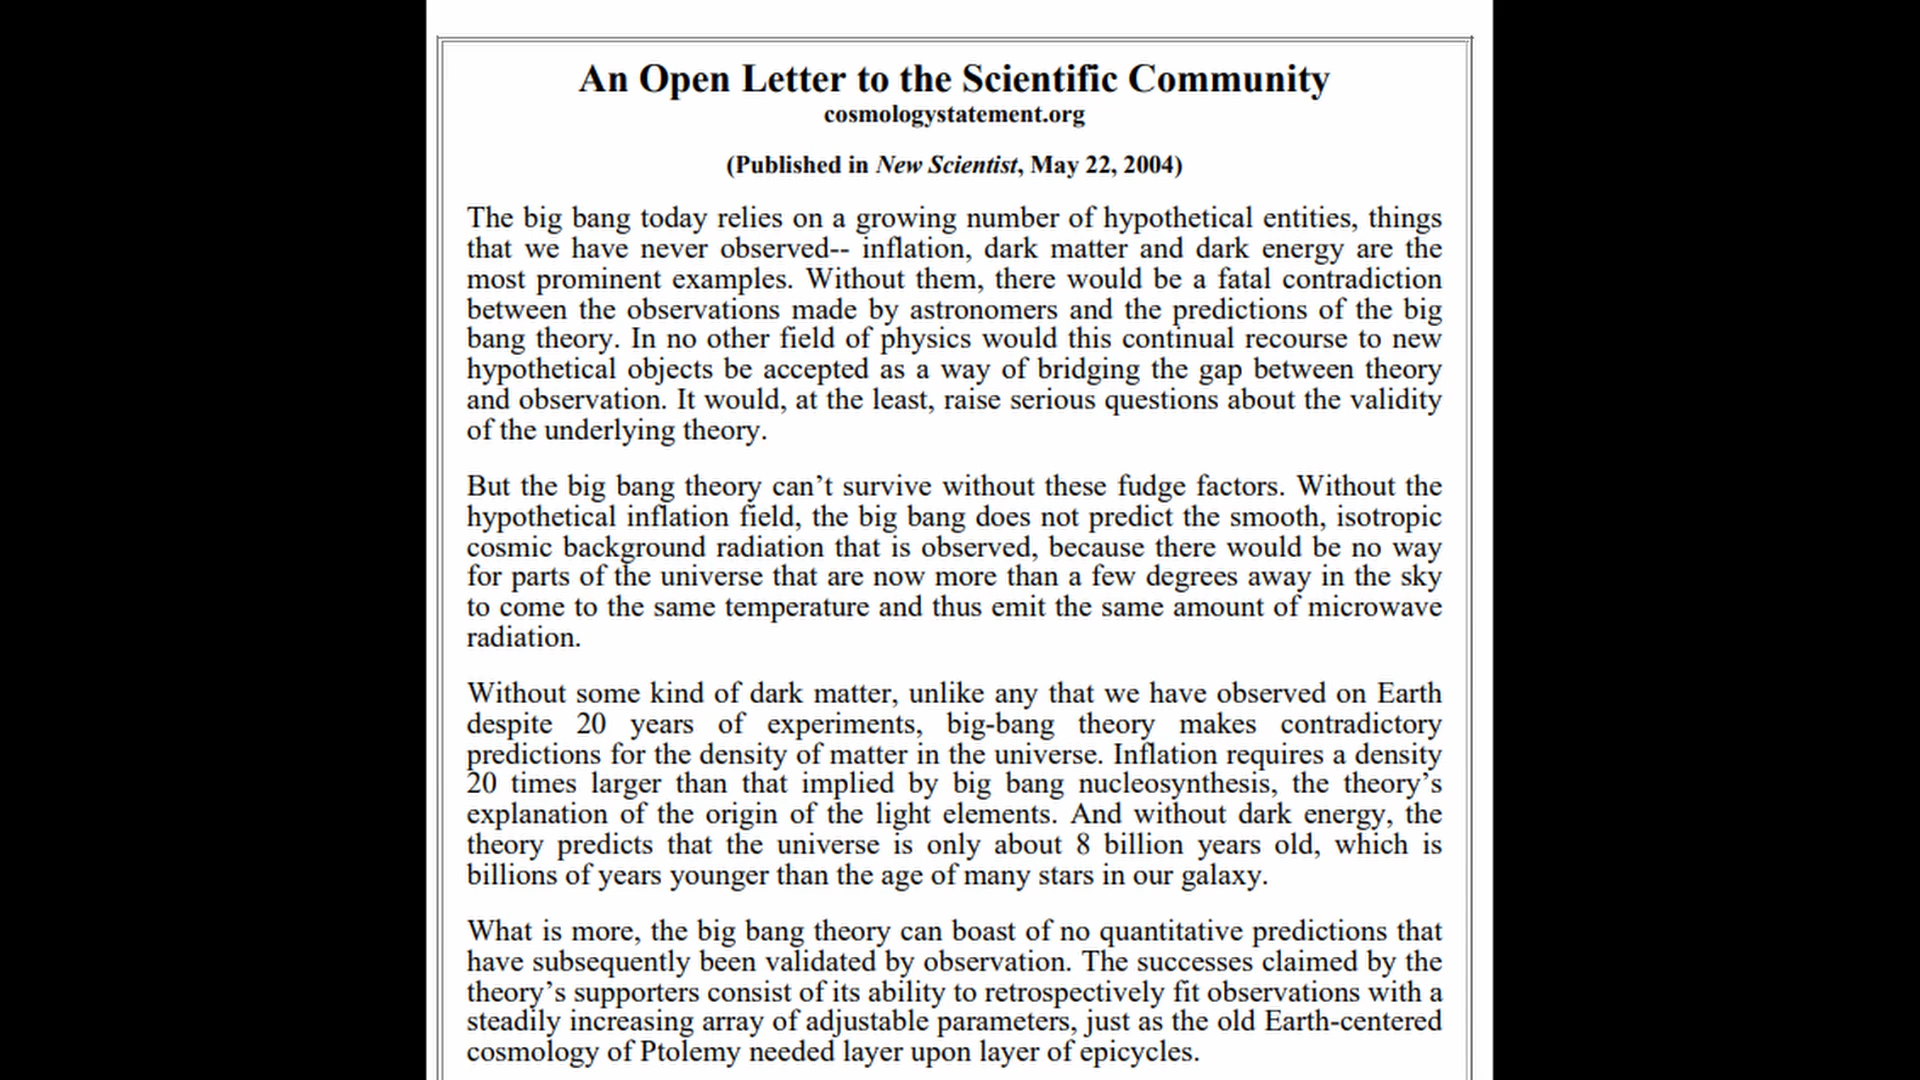 An Open Letter to the Scientific Community
cosmologystatement.org
(Published in New Scientist, May 22, 2004)
The big bang today relies on a growing number of hypothetical entities, things
that we have never observed-- inflation, dark matter and dark energy are the
most prominent examples. Without them, there would be a fatal contradiction
between the observations made by astronomers and the predictions of the big
bang theory. In no other field of physics would this continual recourse to new
hypothetical objects be accepted as a way of bridging the gap between theory
and observation. It would, at the least, raise serious questions about the validity
of the underlying theory.
But the big bang theory can’t survive without these fudge factors. Without the
hypothetical inflation field, the big bang does not predict the smooth, isotropic
cosmic background radiation that is observed, because there would be no way
for parts of the universe that are now more than a few degrees away in the sky
to come to the same temperature and thus emit the same amount of microwave
radiation.
Without some kind of dark matter, unlike any that we have observed on Earth
despite 20 years of experiments, big-bang theory makes contradictory
predictions for the density of matter in the universe. Inflation requires a density
20 times larger than that implied by big bang nucleosynthesis, the theory’s
explanation of the origin of the light elements. And without dark energy, the
theory predicts that the universe is only about 8 billion years old, which is
billions of years younger than the age of many stars in our galaxy.
What is more, the big bang theory can boast of no quantitative predictions that
have subsequently been validated by observation. The successes claimed by the
theory’s supporters consist of its ability to retrospectively fit observations with a
steadily increasing array of adjustable parameters, just as the old Earth-centered
cosmology of Ptolemy needed layer upon layer of epicycles.